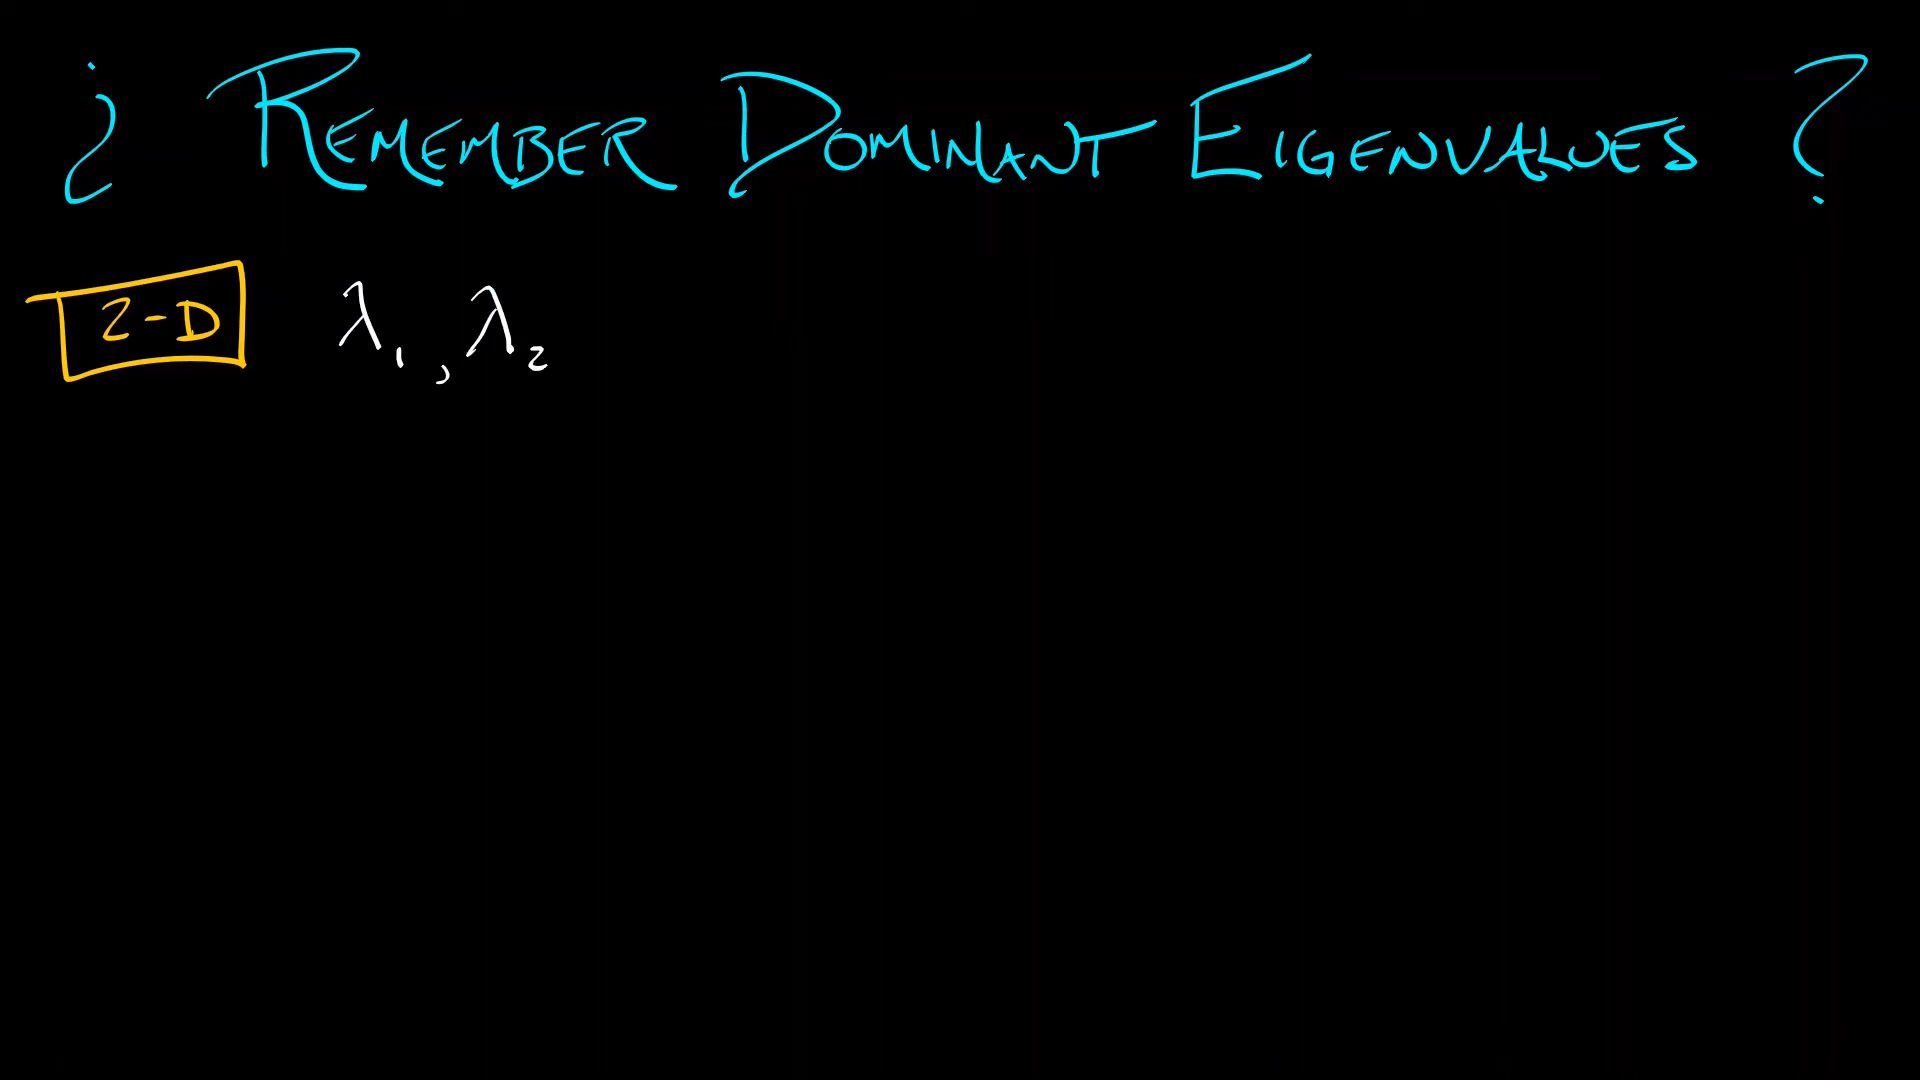 ¿ REMEMBER DOMINANT EIGENVALUES ?
2-D λ₁, λ₂